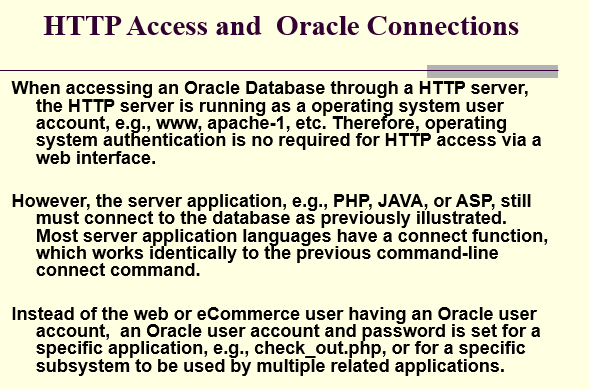 HTTP Access and Oracle Connections
When accessing an Oracle Database through a HTTP server,
the HTTP server is running as a operating system user
account, e.g., www, apache-1, etc. Therefore, operating
system authentication is no required for HTTP access via a
web interface.
However, the server application, e.g., PHP, JAVA, or ASP, still
must connect to the database as previously illustrated.
Most server application languages have a connect function,
which works identically to the previous command-line
connect command.
Instead of the web or eCommerce user having an Oracle user
account, an Oracle user account and password is set for a
specific application, e.g., check_out.php, or for a specific
subsystem to be used by multiple related applications.